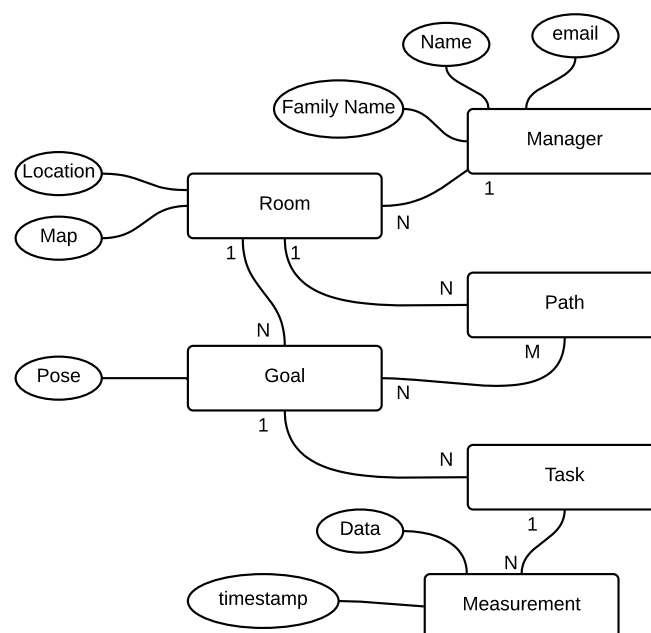 Name
email
Family Name
Manager
Location
Room
1
N
Map
1
1
N
Path
N
M
Pose
Goal
N
1
N
Task
Data
1
N
timestamp
Measurement